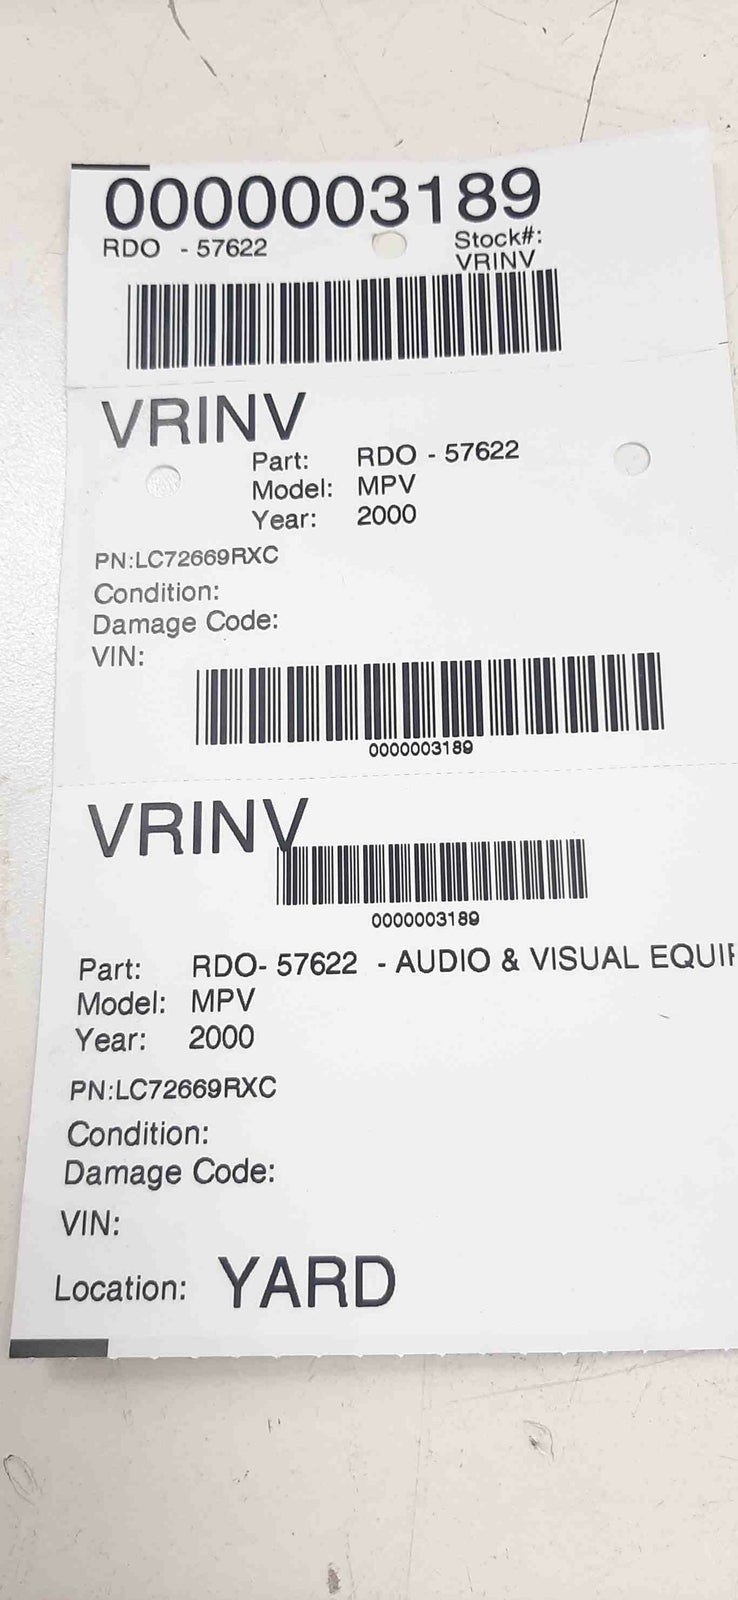 0000003189
RDO - 57622
Stock#:
VRINV
VRINV
Part: RDO - 57622
Model: MPV
Year: 2000
PN:LC72669RXC
Condition:
Damage Code:
VIN:
0000003189
VRINV
0000003189
Part: RDO- 57622 - AUDIO & VISUAL EQUIP
Model: MPV
Year: 2000
PN:LC72669RXC
Condition:
Damage Code:
VIN:
Location: YARD